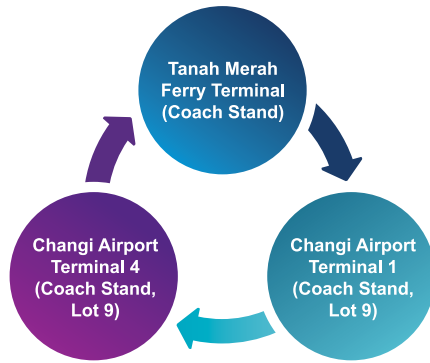 Tanah Merah
Ferry Terminal
(Coach Stand)
Changi Airport
Terminal 1
(Coach Stand,
Lot 9)
Changi Airport
Terminal 4
(Coach Stand,
Lot 9)